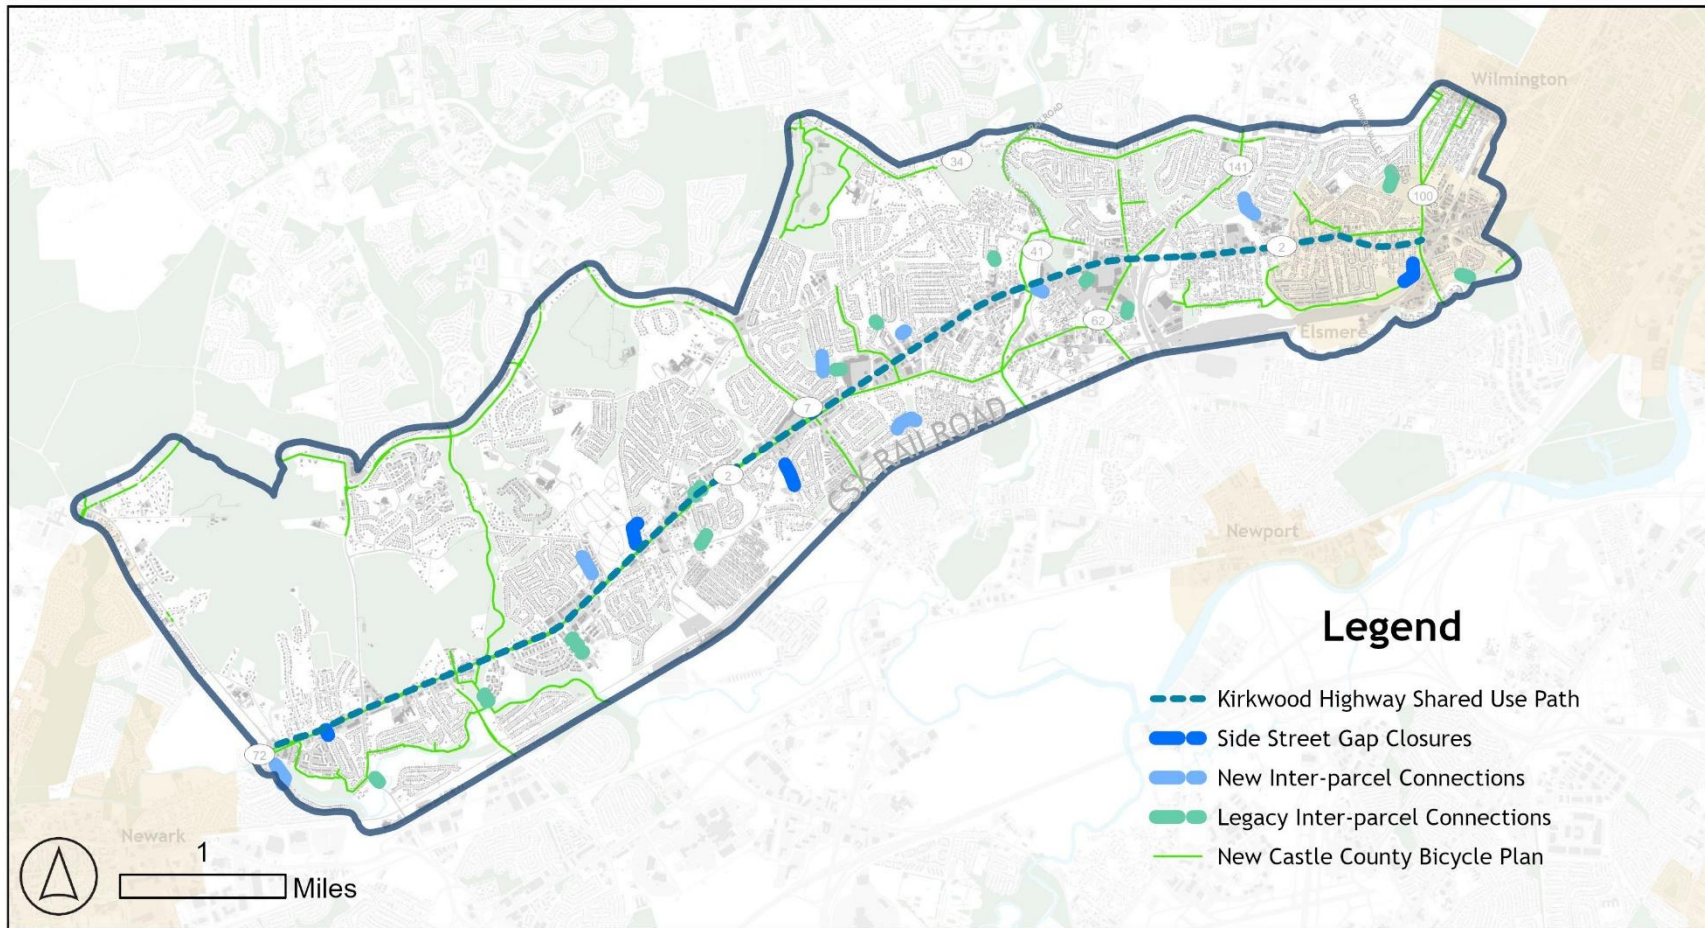 Wilmington
RAILROAD
34
141
100
41
2
62
Elsmere
7
CSX RAILROAD
2
Newport
72
Newark
1
Miles
Legend
Kirkwood Highway Shared Use Path
Side Street Gap Closures
New Inter-parcel Connections
Legacy Inter-parcel Connections
New Castle County Bicycle Plan